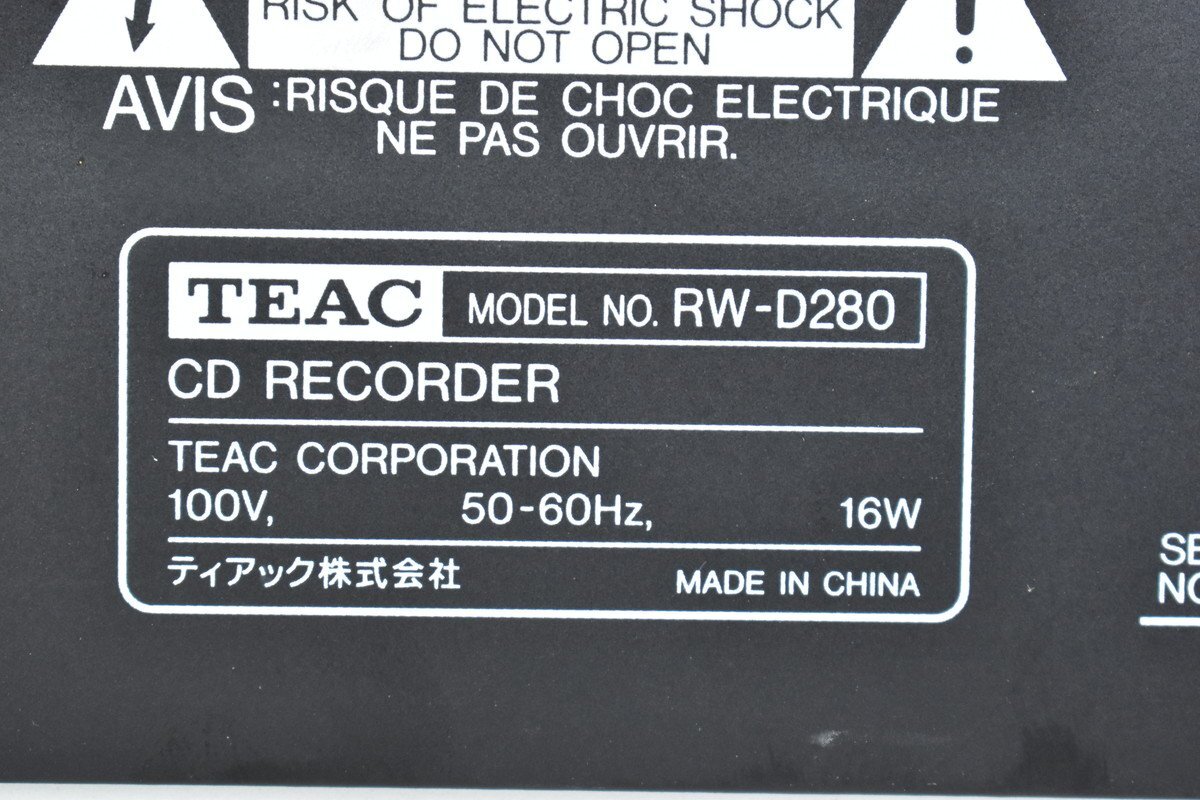 RISK OF ELECTRIC SHOCK
DO NOT OPEN
AVIS :RISQUE DE CHOC ELECTRIQUE
NE PAS OUVRIR.
TEAC MODEL NO. RW-D280
CD RECORDER
TEAC CORPORATION
100V, 50-60Hz, 16W
ティアック株式会社 MADE IN CHINA